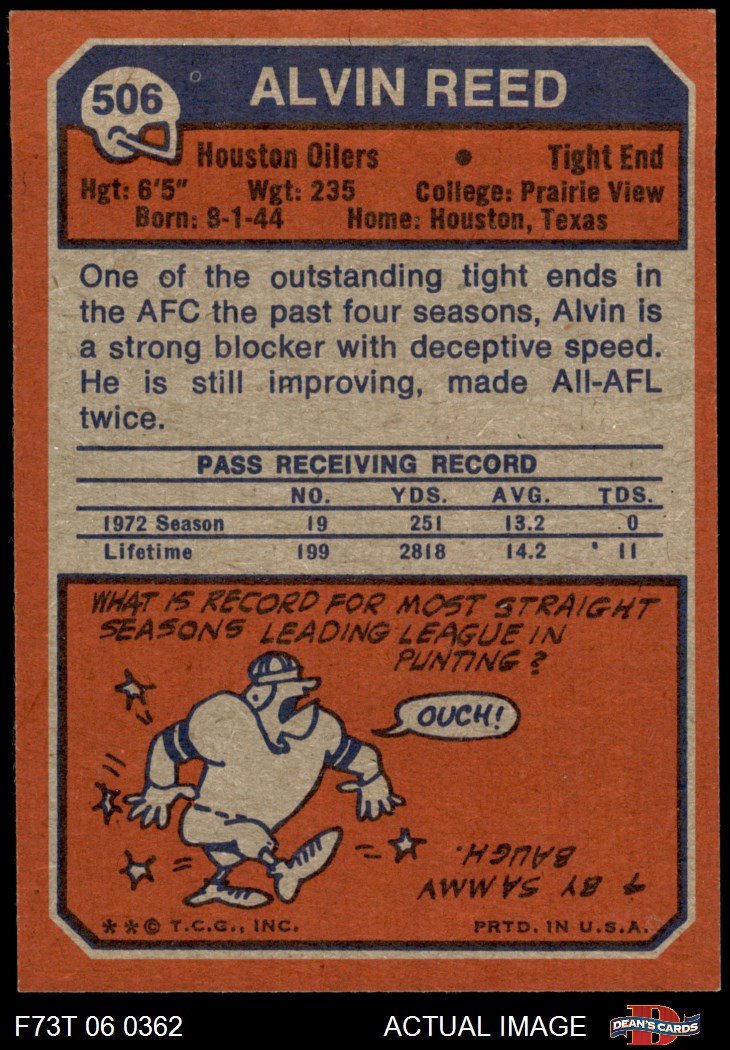 506
ALVIN REED
Houston Oilers • Tight End
Hgt: 6'5" Wgt: 235 College: Prairie View
Born: 8-1-44 Home: Houston, Texas
One of the outstanding tight ends in
the AFC the past four seasons, Alvin is
a strong blocker with deceptive speed.
He is still improving, made All-AFL
twice.
PASS RECEIVING RECORD
NO. YDS. AVG. TDS.
1972 Season 19 251 13.2 0
Lifetime 199 2818 14.2 11
WHAT IS RECORD FOR MOST STRAIGHT
SEASONS LEADING LEAGUE IN
PUNTING?
OUCH!
4 BY SAMMY
BAUGH.
**© T.C.G., INC. PRTD. IN U.S.A.
F73T 06 0362 ACTUAL IMAGE DEAN'S CARDS